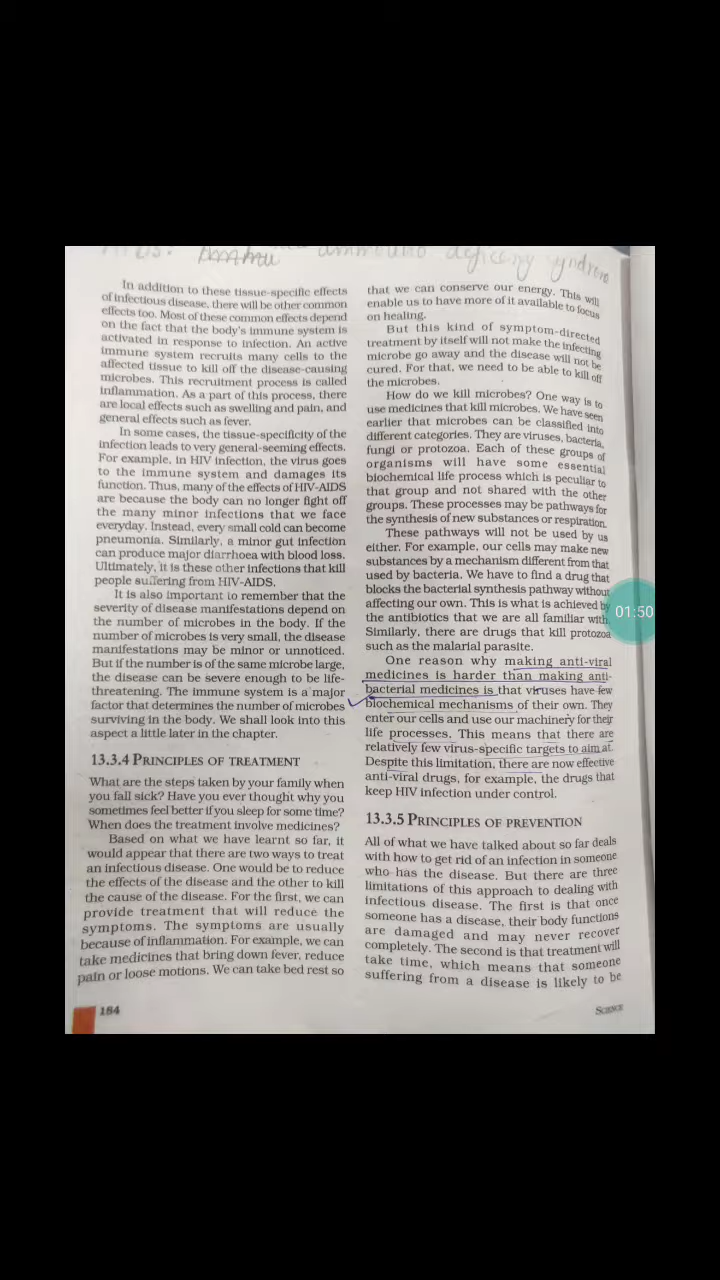 deficeny syndrome
In addition to these tissue-specific effects
of infectious disease, there will be other common
effects too. Most of these common effects depend
on the fact that the body's immune system is
activated in response to infection. An active
immune system recruits many cells to the
affected tissue to kill off the disease-causing
microbes. This recruitment process is called
inflammation. As a part of this process, there
are local effects such as swelling and pain, and
general effects such as fever.
In some cases, the tissue-specificity of the
infection leads to very general-seeming effects.
For example, in HIV infection, the virus goes
to the immune system and damages its
function. Thus, many of the effects of HIV-AIDS
are because the body can no longer fight off
the many minor infections that we face
everyday. Instead, every small cold can become
pneumonia. Similarly, a minor gut infection
can produce major diarrhoea with blood loss.
Ultimately, it is these other infections that kill
people suffering from HIV-AIDS.
It is also important to remember that the
severity of disease manifestations depend on
the number of microbes in the body. If the
number of microbes is very small, the disease
manifestations may be minor or unnoticed.
But if the number is of the same microbe large,
the disease can be severe enough to be life-
threatening. The immune system is a major
factor that determines the number of microbes
surviving in the body. We shall look into this
aspect a little later in the chapter.
13.3.4 PRINCIPLES OF TREATMENT
What are the steps taken by your family when
you fall sick? Have you ever thought why you
sometimes feel better if you sleep for some time?
When does the treatment involve medicines?
Based on what we have learnt so far, it
would appear that there are two ways to treat
an infectious disease. One would be to reduce
the effects of the disease and the other to kill
the cause of the disease. For the first, we can
provide treatment that will reduce the
symptoms. The symptoms are usually
because of inflammation. For example, we can
take medicines that bring down fever, reduce
pain or loose motions. We can take bed rest so
that we can conserve our energy. This will
enable us to have more of it available to focus
on healing.
But this kind of symptom-directed
treatment by itself will not make the infecting
microbe go away and the disease will not be
cured. For that, we need to be able to kill off
the microbes.
How do we kill microbes? One way is to
use medicines that kill microbes. We have seen
earlier that microbes can be classified into
different categories. They are viruses, bacteria,
fungi or protozoa. Each of these groups of
organisms will have some essential
biochemical life process which is peculiar to
that group and not shared with the other
groups. These processes may be pathways for
the synthesis of new substances or respiration.
These pathways will not be used by us
either. For example, our cells may make new
substances by a mechanism different from that
used by bacteria. We have to find a drug that
blocks the bacterial synthesis pathway without
affecting our own. This is what is achieved by
the antibiotics that we are all familiar with.
Similarly, there are drugs that kill protozoa
such as the malarial parasite.
One reason why making anti-viral
medicines is harder than making anti-
bacterial medicines is that viruses have few
biochemical mechanisms of their own. They
enter our cells and use our machinery for their
life processes. This means that there are
relatively few virus-specific targets to aim at.
Despite this limitation, there are now effective
anti-viral drugs, for example, the drugs that
keep HIV infection under control.
13.3.5 PRINCIPLES OF PREVENTION
All of what we have talked about so far deals
with how to get rid of an infection in someone
who has the disease. But there are three
limitations of this approach to dealing with
infectious disease. The first is that once
someone has a disease, their body functions
are damaged and may never recover
completely. The second is that treatment will
take time, which means that someone
suffering from a disease is likely to be
184
SCIENCE
01:50